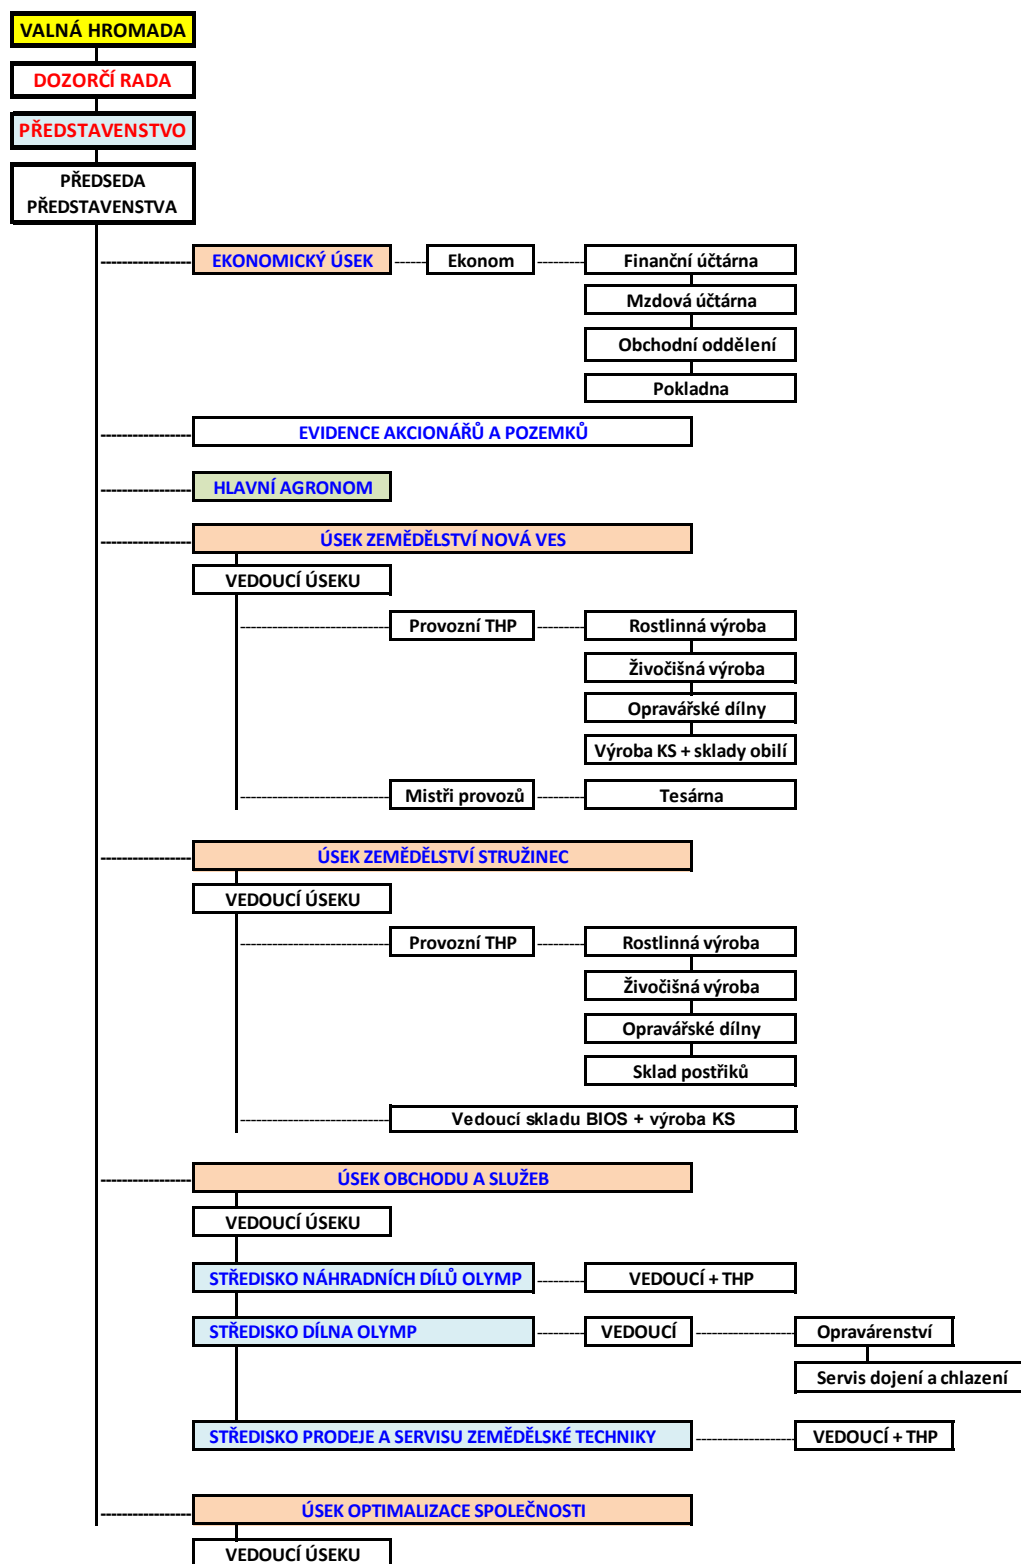 VALNÁ HROMADA
DOZORČÍ RADA
PŘEDSTAVENSTVO
PŘEDSEDA
PŘEDSTAVENSTVA
EKONOMICKÝ ÚSEK Ekonom Finanční účtárna
Mzdová účtárna
Obchodní oddělení
Pokladna
EVIDENCE AKCIONÁŘŮ A POZEMKŮ
HLAVNÍ AGRONOM
ÚSEK ZEMĚDĚLSTVÍ NOVÁ VES
VEDOUCÍ ÚSEKU
Provozní THP Rostlinná výroba
Živočišná výroba
Opravářské dílny
Výroba KS + sklady obilí
Mistři provozů Tesárna
ÚSEK ZEMĚDĚLSTVÍ STRUŽINEC
VEDOUCÍ ÚSEKU
Provozní THP Rostlinná výroba
Živočišná výroba
Opravářské dílny
Sklad postřiků
Vedoucí skladu BIOS + výroba KS
ÚSEK OBCHODU A SLUŽEB
VEDOUCÍ ÚSEKU
STŘEDISKO NÁHRADNÍCH DÍLŮ OLYMP VEDOUCÍ + THP
STŘEDISKO DÍLNA OLYMP VEDOUCÍ Opravárenství
Servis dojení a chlazení
STŘEDISKO PRODEJE A SERVISU ZEMĚDĚLSKÉ TECHNIKY VEDOUCÍ + THP
ÚSEK OPTIMALIZACE SPOLEČNOSTI
VEDOUCÍ ÚSEKU